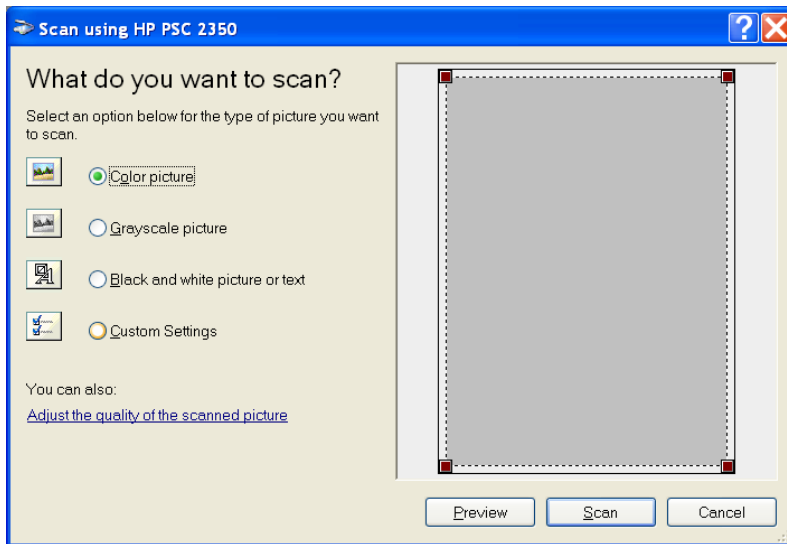 Scan using HP PSC 2350
What do you want to scan?
Select an option below for the type of picture you want
to scan.
Color picture
Grayscale picture
Black and white picture or text
Custom Settings
You can also:
Adjust the quality of the scanned picture
Preview
Scan
Cancel